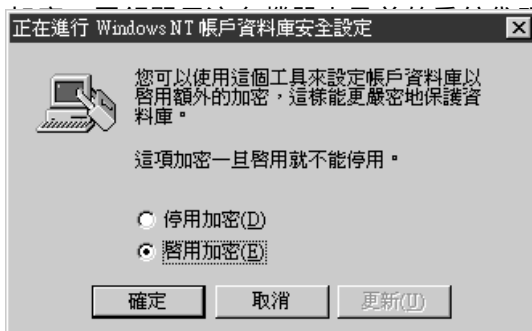 正在進行 Windows NT 帳戶資料庫安全設定
您可以使用這個工具來設定帳戶資料庫以
啓用額外的加密，這樣能更嚴密地保護資
料庫。
這項加密一旦啓用就不能停用。
停用加密(D)
啓用加密(E)
確定
取消
更新(U)